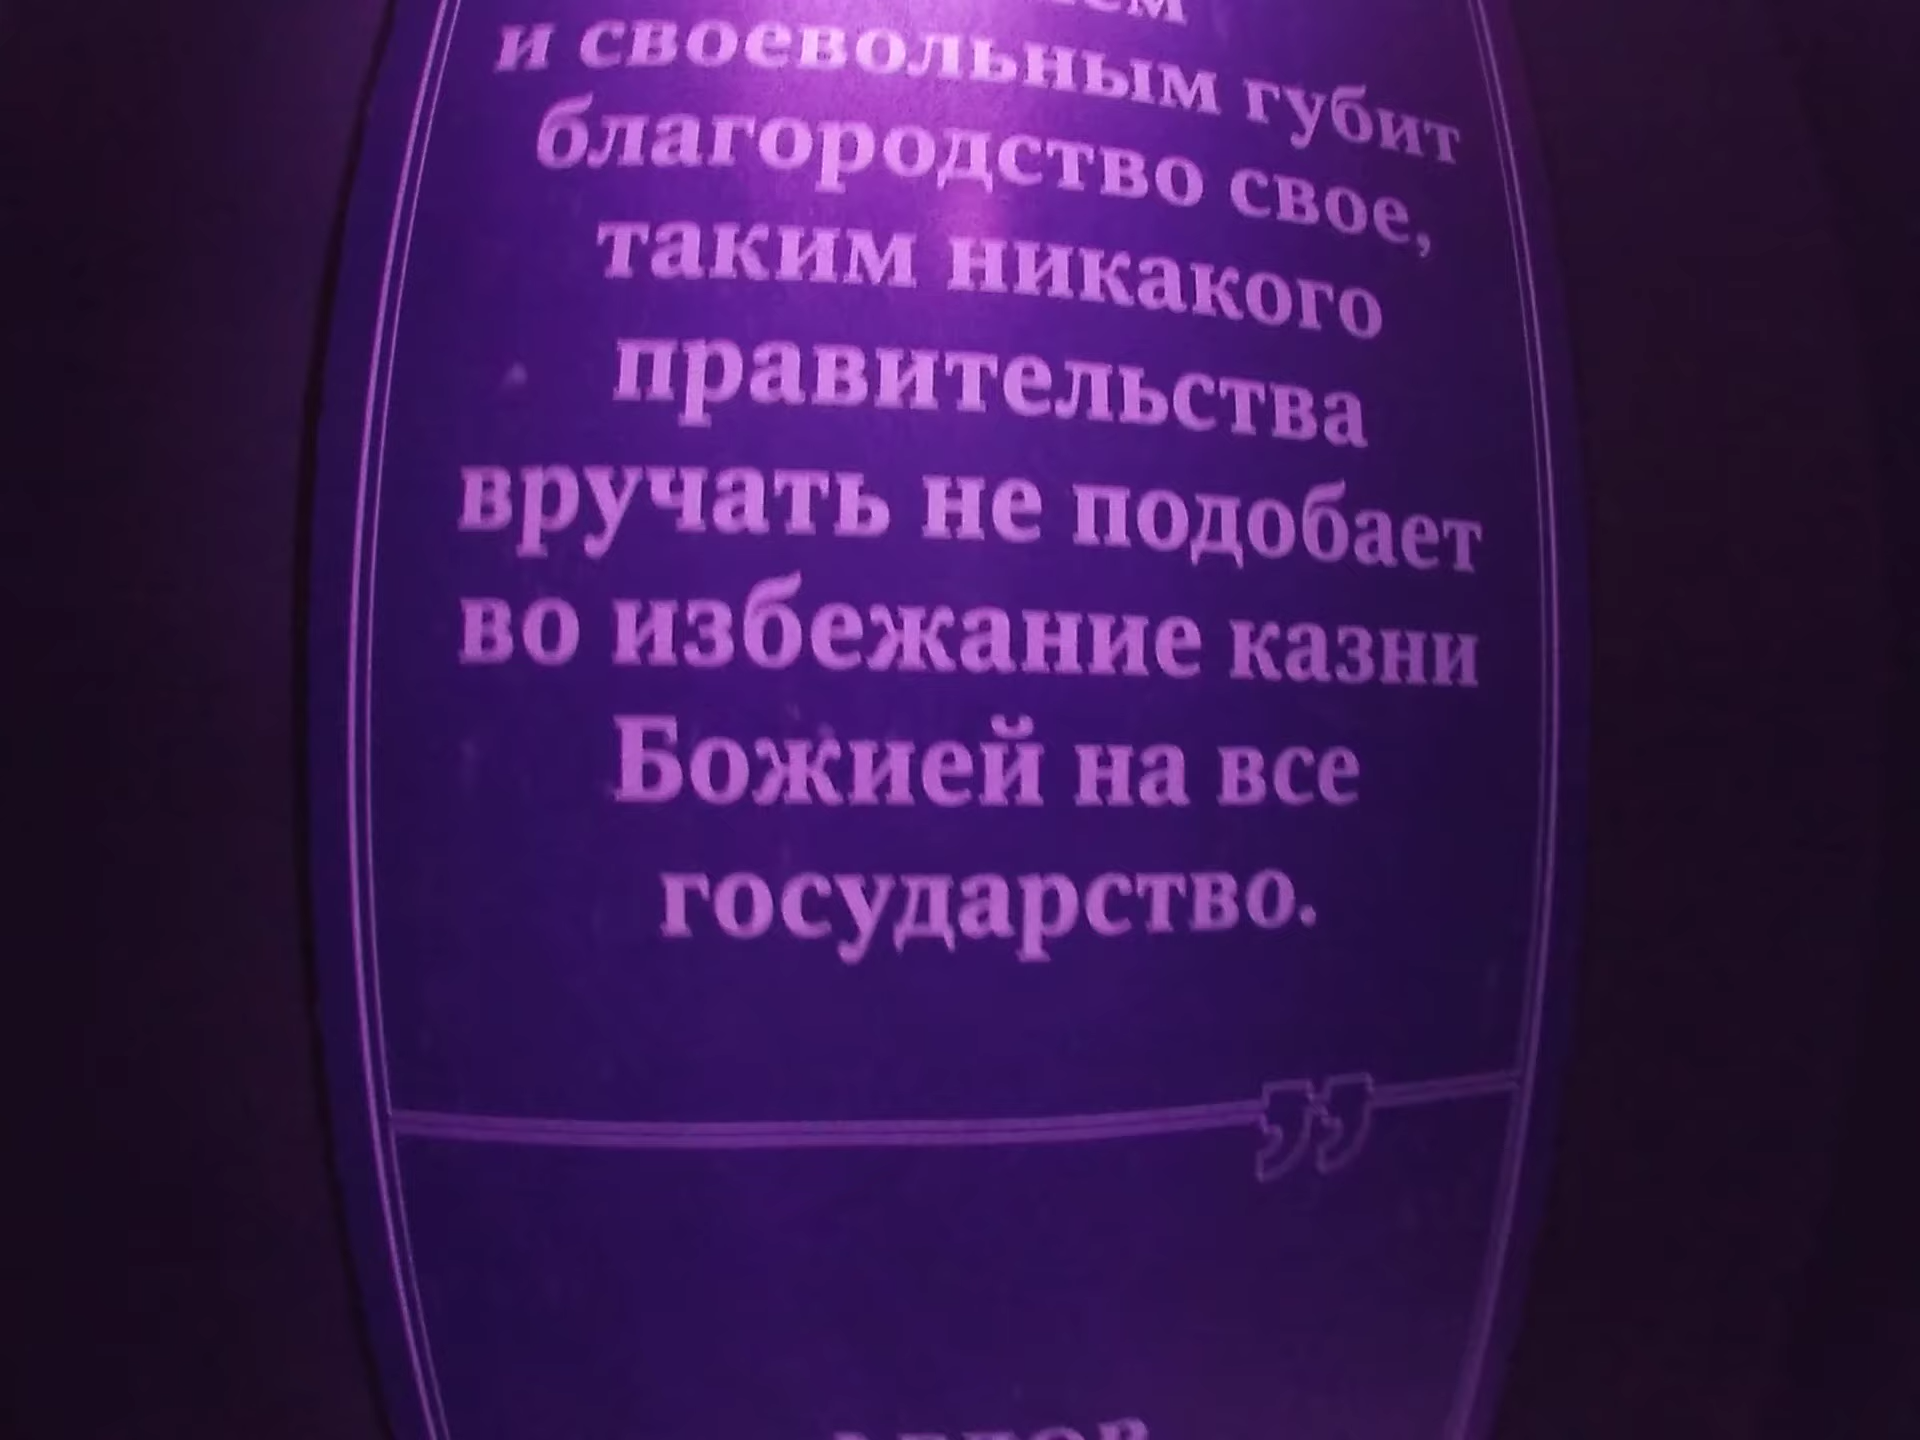 и своевольным губит
благородство свое,
таким никакого
правительства
вручать не подобает
во избежание казни
Божией на все
государство.